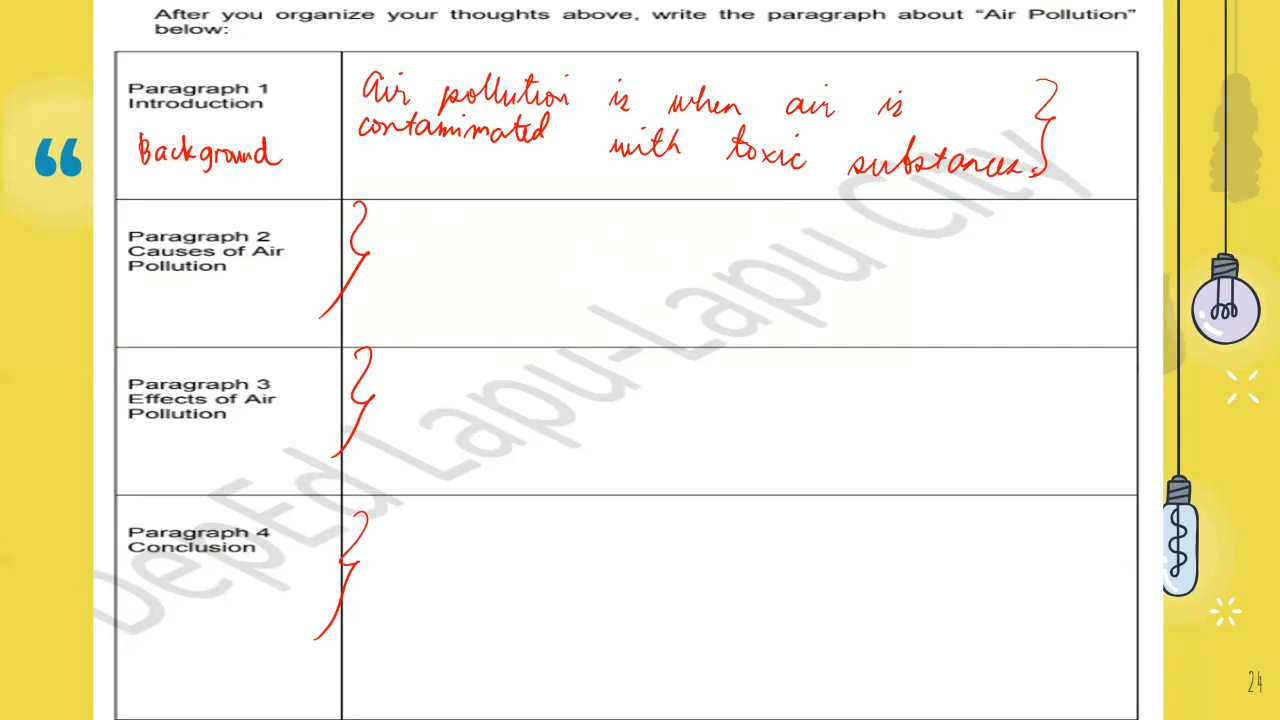 After you organize your thoughts above, write the paragraph about “Air Pollution”
below:
Paragraph 1
Introduction
Background
Air pollution is when air is
contaminated with toxic substances.
Paragraph 2
Causes of Air
Pollution
Paragraph 3
Effects of Air
Pollution
Paragraph 4
Conclusion
DepEd Lapu-Lapu City
24